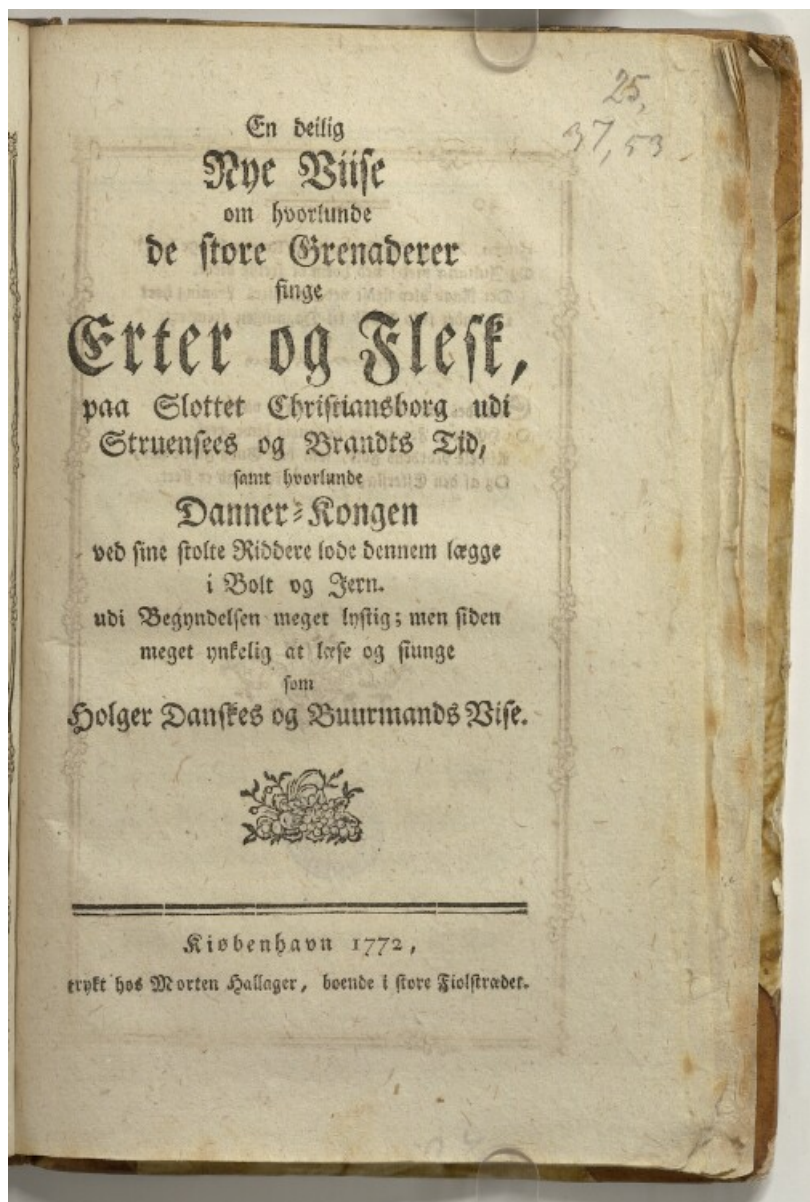 25,
37, 53.
En deilig
Nye Viise
om hvorlunde
de store Grenaderer
finge
Erter og Flesk,
paa Slottet Christiansborg udi
Struensees og Brandts Tid,
samt hvorlunde
Danner-Kongen
ved sine stolte Riddere lode dennem lægge
i Bolt og Jern.
udi Begyndelsen meget lystig; men siden
meget ynkelig at læse og siunge
som
Holger Danskes og Buurmands Vise.
Kiøbenhavn 1772,
trykt hos Morten Hallager, boende i store Fiolstrædet.